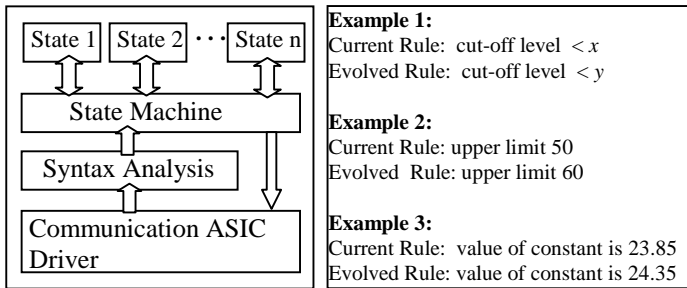 State 1 State 2 ··· State n
State Machine
Syntax Analysis
Communication ASIC
Driver
Example 1:
Current Rule: cut-off level < x
Evolved Rule: cut-off level < y
Example 2:
Current Rule: upper limit 50
Evolved Rule: upper limit 60
Example 3:
Current Rule: value of constant is 23.85
Evolved Rule: value of constant is 24.35